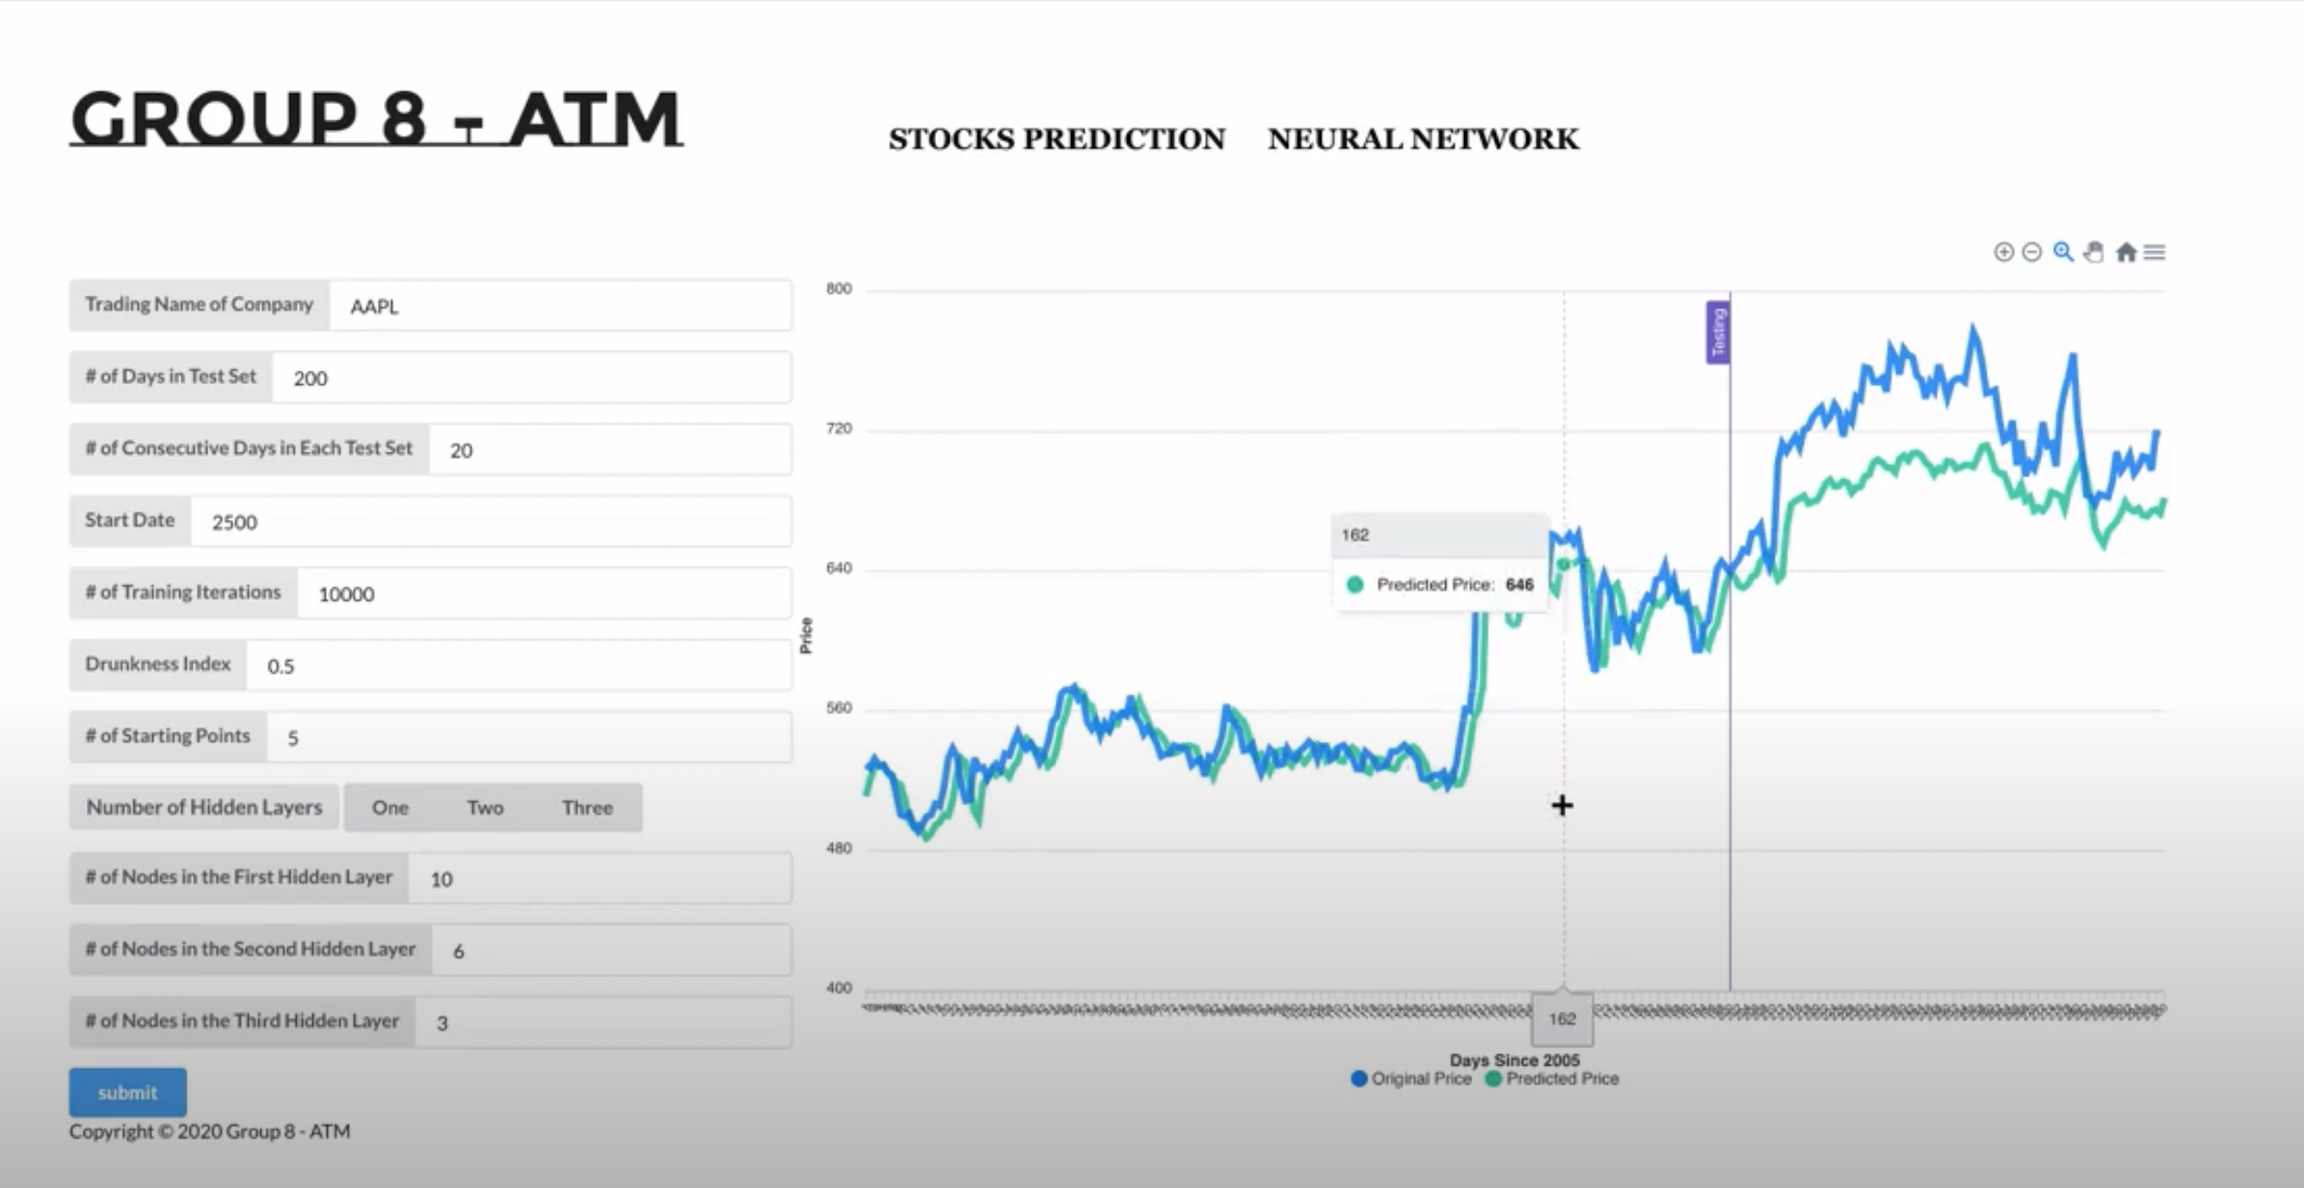 GROUP 8 - ATM
STOCKS PREDICTION NEURAL NETWORK
Trading Name of Company AAPL
# of Days in Test Set 200
# of Consecutive Days in Each Test Set 20
Start Date 2500
# of Training Iterations 10000
Drunkness Index 0.5
# of Starting Points 5
Number of Hidden Layers One Two Three
# of Nodes in the First Hidden Layer 10
# of Nodes in the Second Hidden Layer 6
# of Nodes in the Third Hidden Layer 3
submit
Copyright © 2020 Group 8 - ATM
800
720
640
560
480
400
Price
Testing
162
Predicted Price: 646
162
Days Since 2005
Original Price Predicted Price